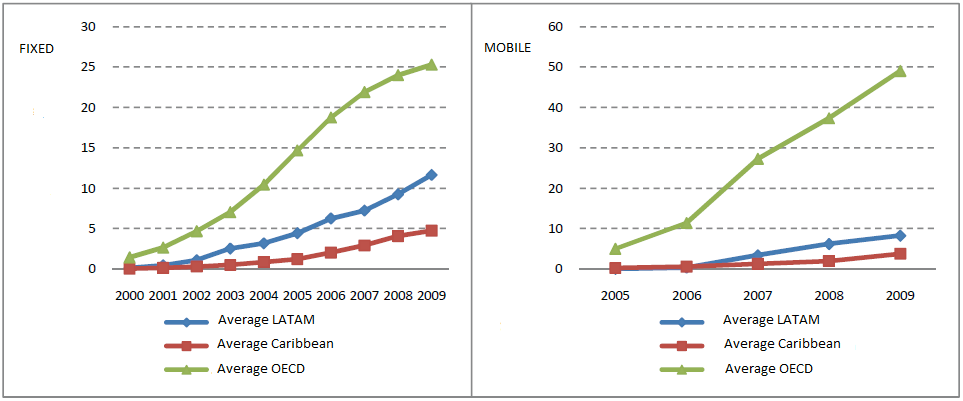 FIXED
30
25
20
15
10
5
0
2000 2001 2002 2003 2004 2005 2006 2007 2008 2009
Average LATAM
Average Caribbean
Average OECD
MOBILE
60
50
40
30
20
10
0
2005 2006 2007 2008 2009
Average LATAM
Average Caribbean
Average OECD